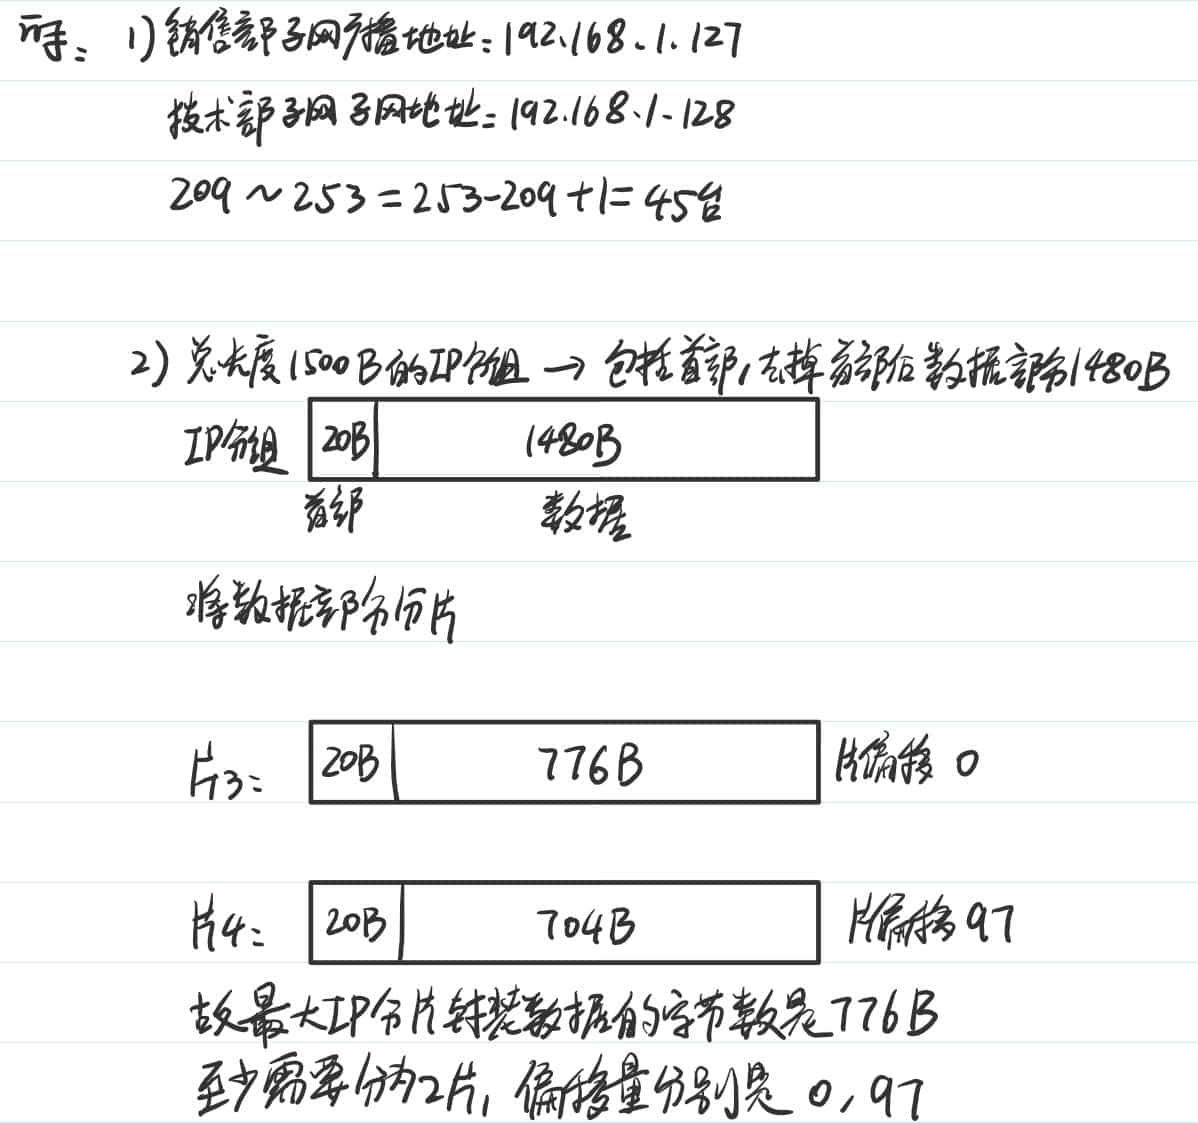 解： 1) 销售部子网广播地址：192.168.1.127
技术部子网子网地址：192.168.1.128
209 ~ 253 = 253-209+1= 45台
2) 总长度1500B的IP分组 → 包括首部，去掉首部后数据部分1480B
IP分组 20B 1480B
首部 数据
将数据部分分片
片3： 20B 776B 片偏移 0
片4： 20B 704B 片偏移 97
故最大IP分片封装数据的字节数是776B
至少需要分为2片，偏移量分别是 0，97